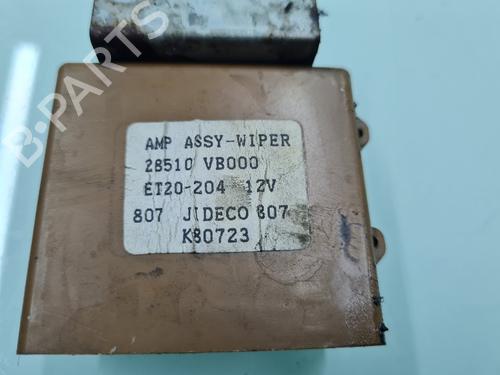 AMP ASSY-WIPER
28510 VB000
ET20-204 12V
807 JIDECO 807
K80723
B-PARTS